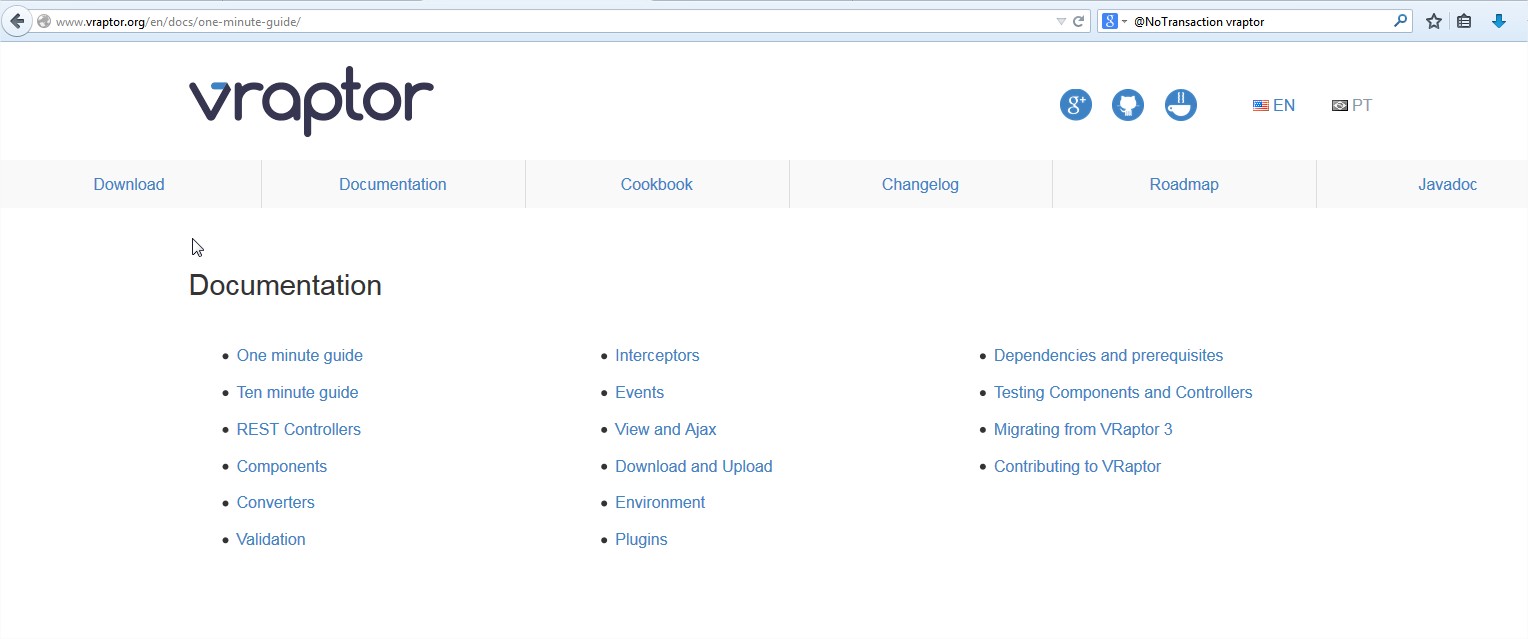 www.vraptor.org/en/docs/one-minute-guide/ @NoTransaction vraptor
vraptor
EN PT
Download Documentation Cookbook Changelog Roadmap Javadoc
Documentation
One minute guide
Ten minute guide
REST Controllers
Components
Converters
Validation
Interceptors
Events
View and Ajax
Download and Upload
Environment
Plugins
Dependencies and prerequisites
Testing Components and Controllers
Migrating from VRaptor 3
Contributing to VRaptor